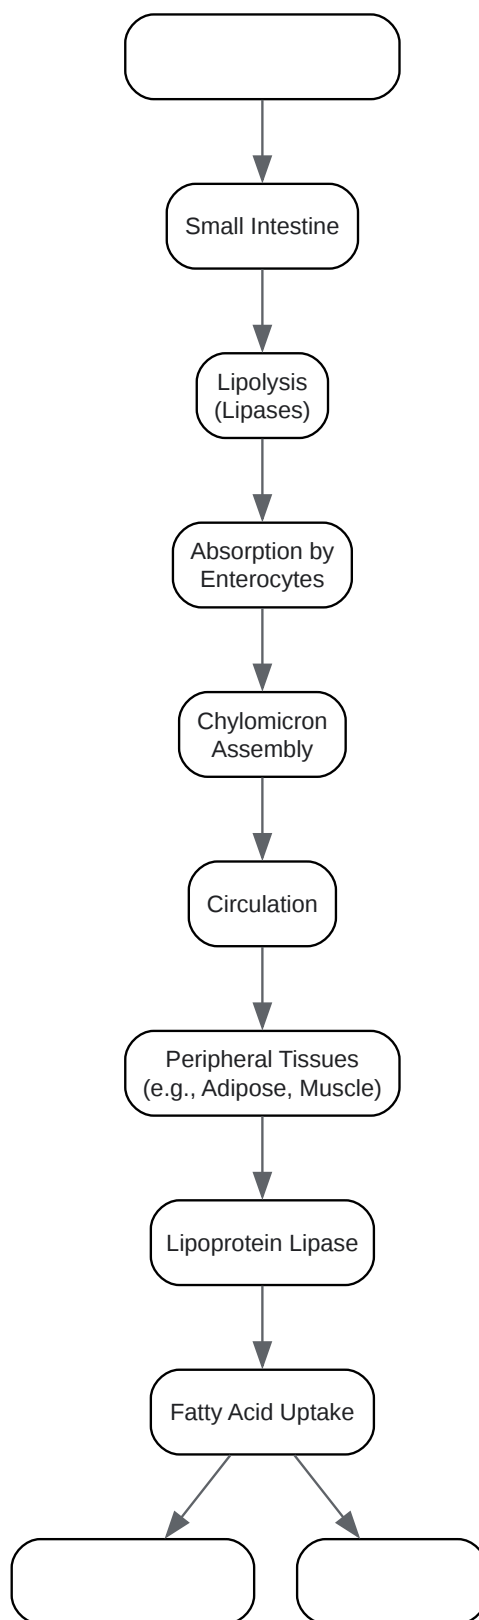 Small Intestine
Lipolysis
(Lipases)
Absorption by
Enterocytes
Chylomicron
Assembly
Circulation
Peripheral Tissues
(e.g., Adipose, Muscle)
Lipoprotein Lipase
Fatty Acid Uptake